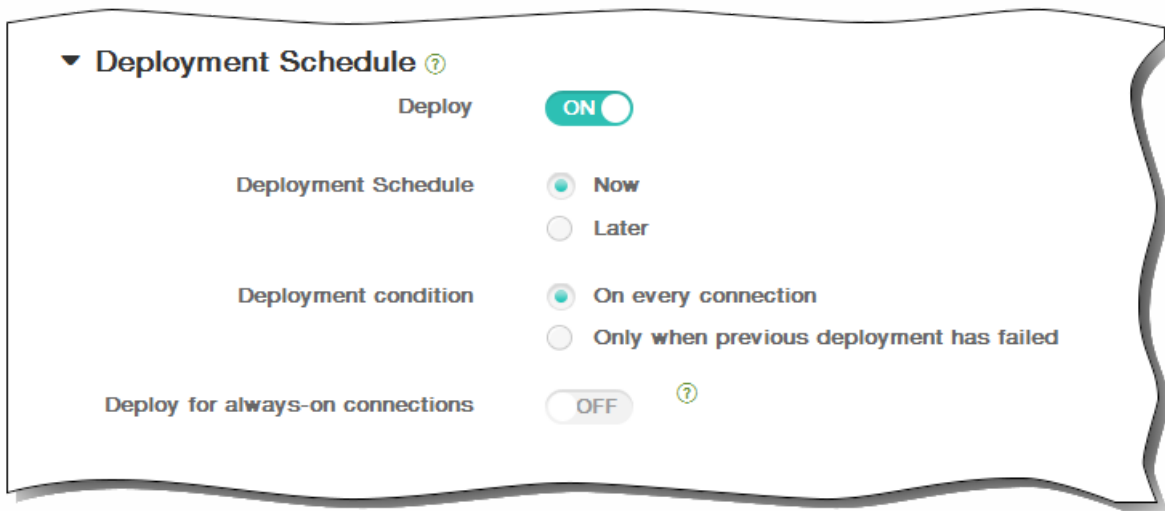 Deployment Schedule ?
Deploy ON
Deployment Schedule Now
Later
Deployment condition On every connection
Only when previous deployment has failed
Deploy for always-on connections OFF ?